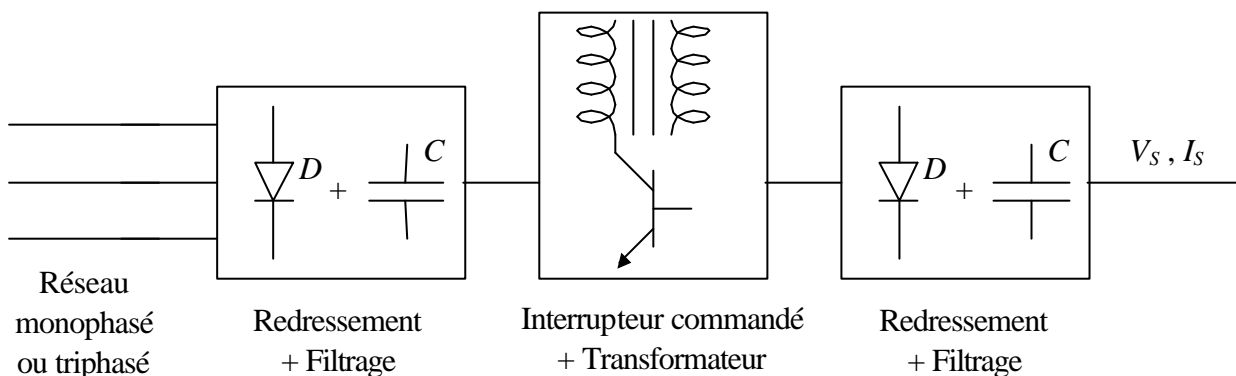 D
+
C
D
+
C
V_S , I_S
Réseau
monophasé
ou triphasé
Redressement
+ Filtrage
Interrupteur commandé
+ Transformateur
Redressement
+ Filtrage